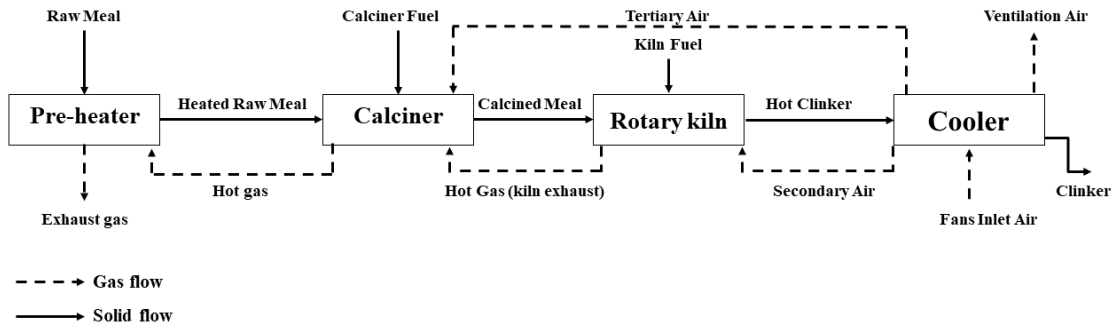 Raw Meal
Calciner Fuel
Tertiary Air
Ventilation Air
Kiln Fuel
Pre-heater
Heated Raw Meal
Calciner
Calcined Meal
Rotary kiln
Hot Clinker
Cooler
Hot gas
Hot Gas (kiln exhaust)
Secondary Air
Clinker
Exhaust gas
Fans Inlet Air
Gas flow
Solid flow